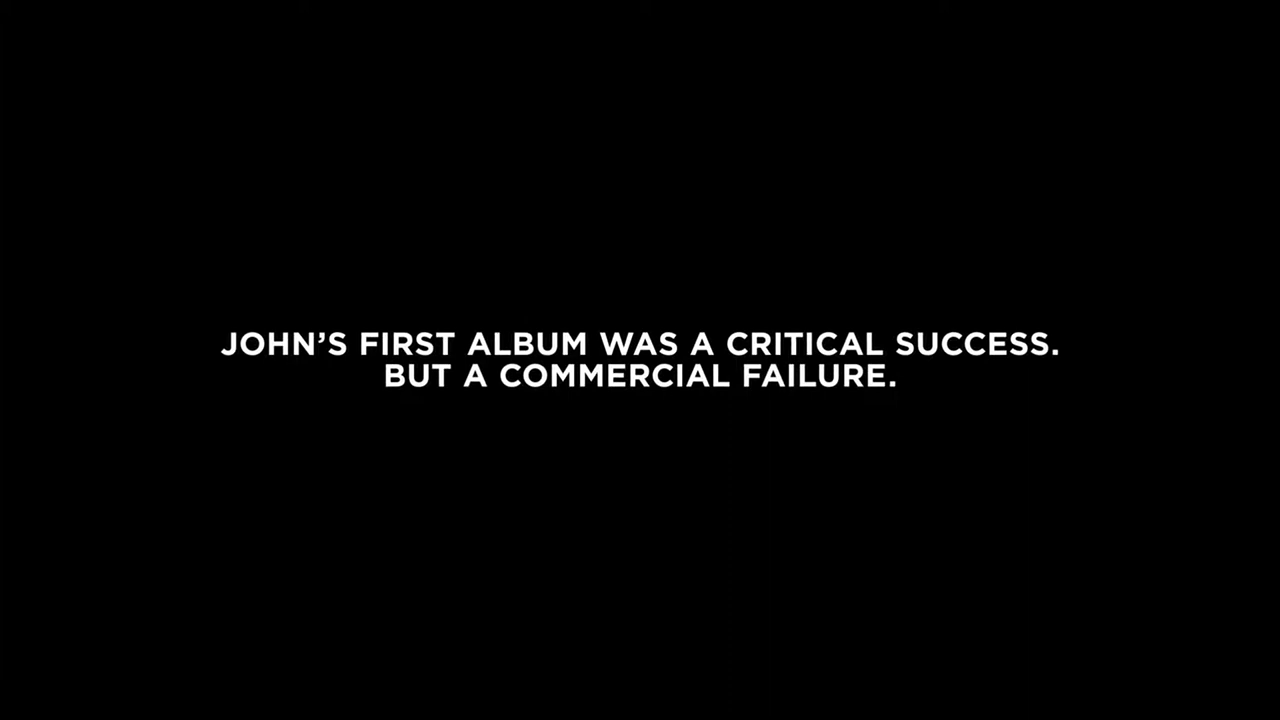 JOHN’S FIRST ALBUM WAS A CRITICAL SUCCESS.
BUT A COMMERCIAL FAILURE.